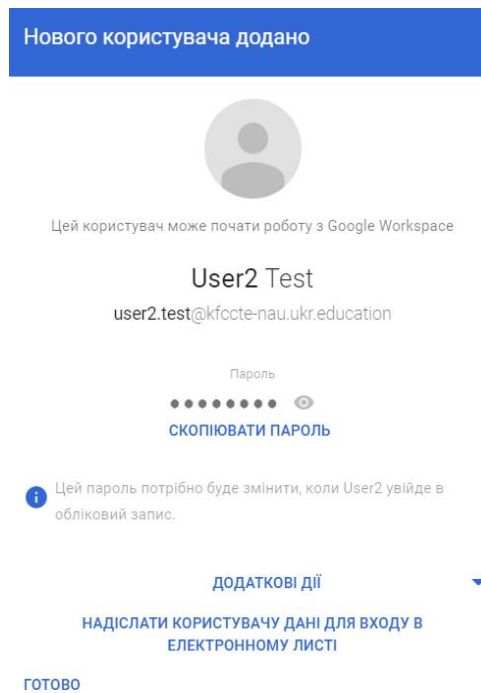 Нового користувача додано
Цей користувач може почати роботу з Google Workspace
User2 Test
user2.test@kfccte-nau.ukr.education
Пароль
СКОПІЮВАТИ ПАРОЛЬ
Цей пароль потрібно буде змінити, коли User2 увійде в
обліковий запис.
ДОДАТКОВІ ДІЇ
НАДІСЛАТИ КОРИСТУВАЧУ ДАНІ ДЛЯ ВХОДУ В
ЕЛЕКТРОННОМУ ЛИСТІ
ГОТОВО